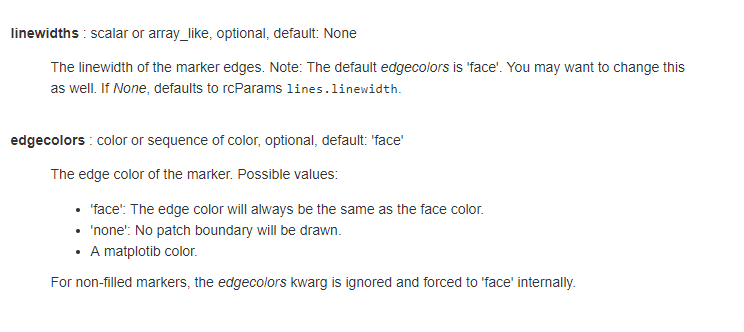 linewidths : scalar or array_like, optional, default: None
The linewidth of the marker edges. Note: The default edgecolors is 'face'. You may want to change this
as well. If None, defaults to rcParams lines.linewidth.
edgecolors : color or sequence of color, optional, default: 'face'
The edge color of the marker. Possible values:
• 'face': The edge color will always be the same as the face color.
• 'none': No patch boundary will be drawn.
• A matplotib color.
For non-filled markers, the edgecolors kwarg is ignored and forced to 'face' internally.